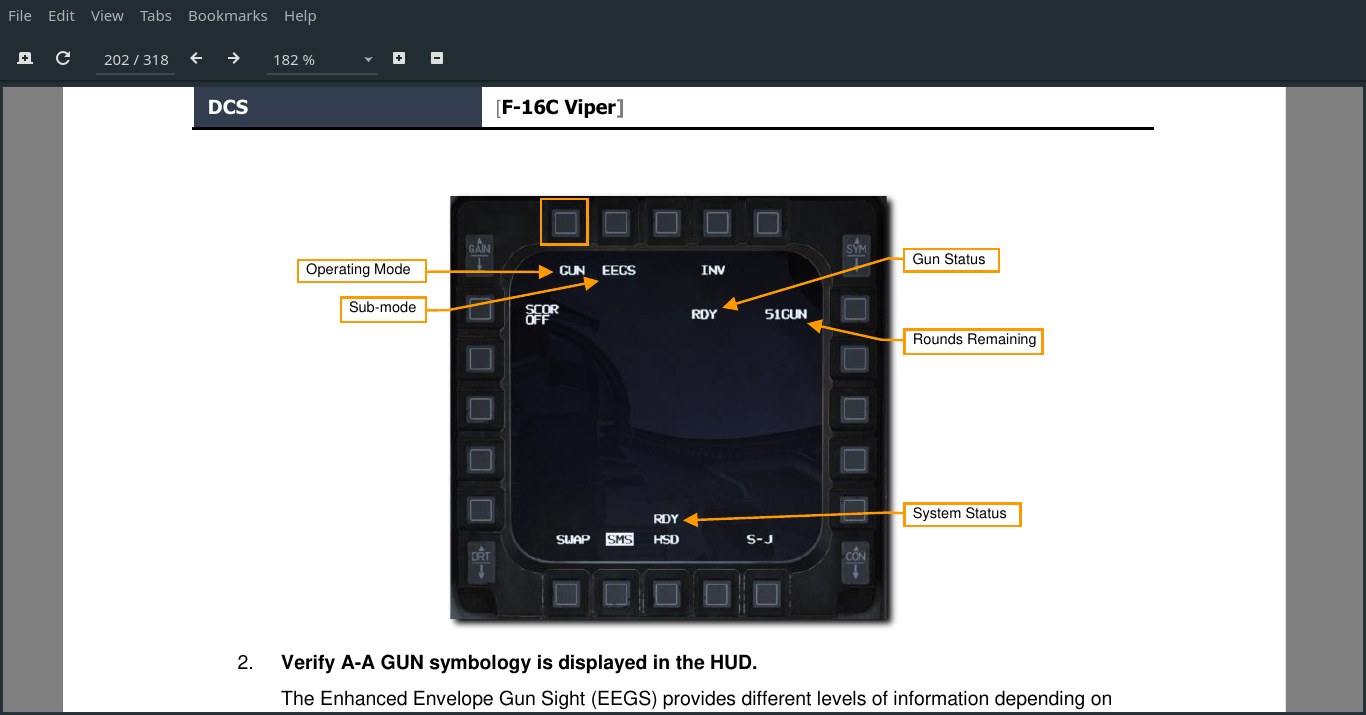 File Edit View Tabs Bookmarks Help
202 / 318 182 %
DCS [F-16C Viper]
GAIN SYM
Operating Mode GUN EEGS INV Gun Status
Sub-mode SCOR RDY 51GUN
OFF
Rounds Remaining
RDY System Status
SWAP SMS HSD S-J
BRT CON
2. Verify A-A GUN symbology is displayed in the HUD.
The Enhanced Envelope Gun Sight (EEGS) provides different levels of information depending on